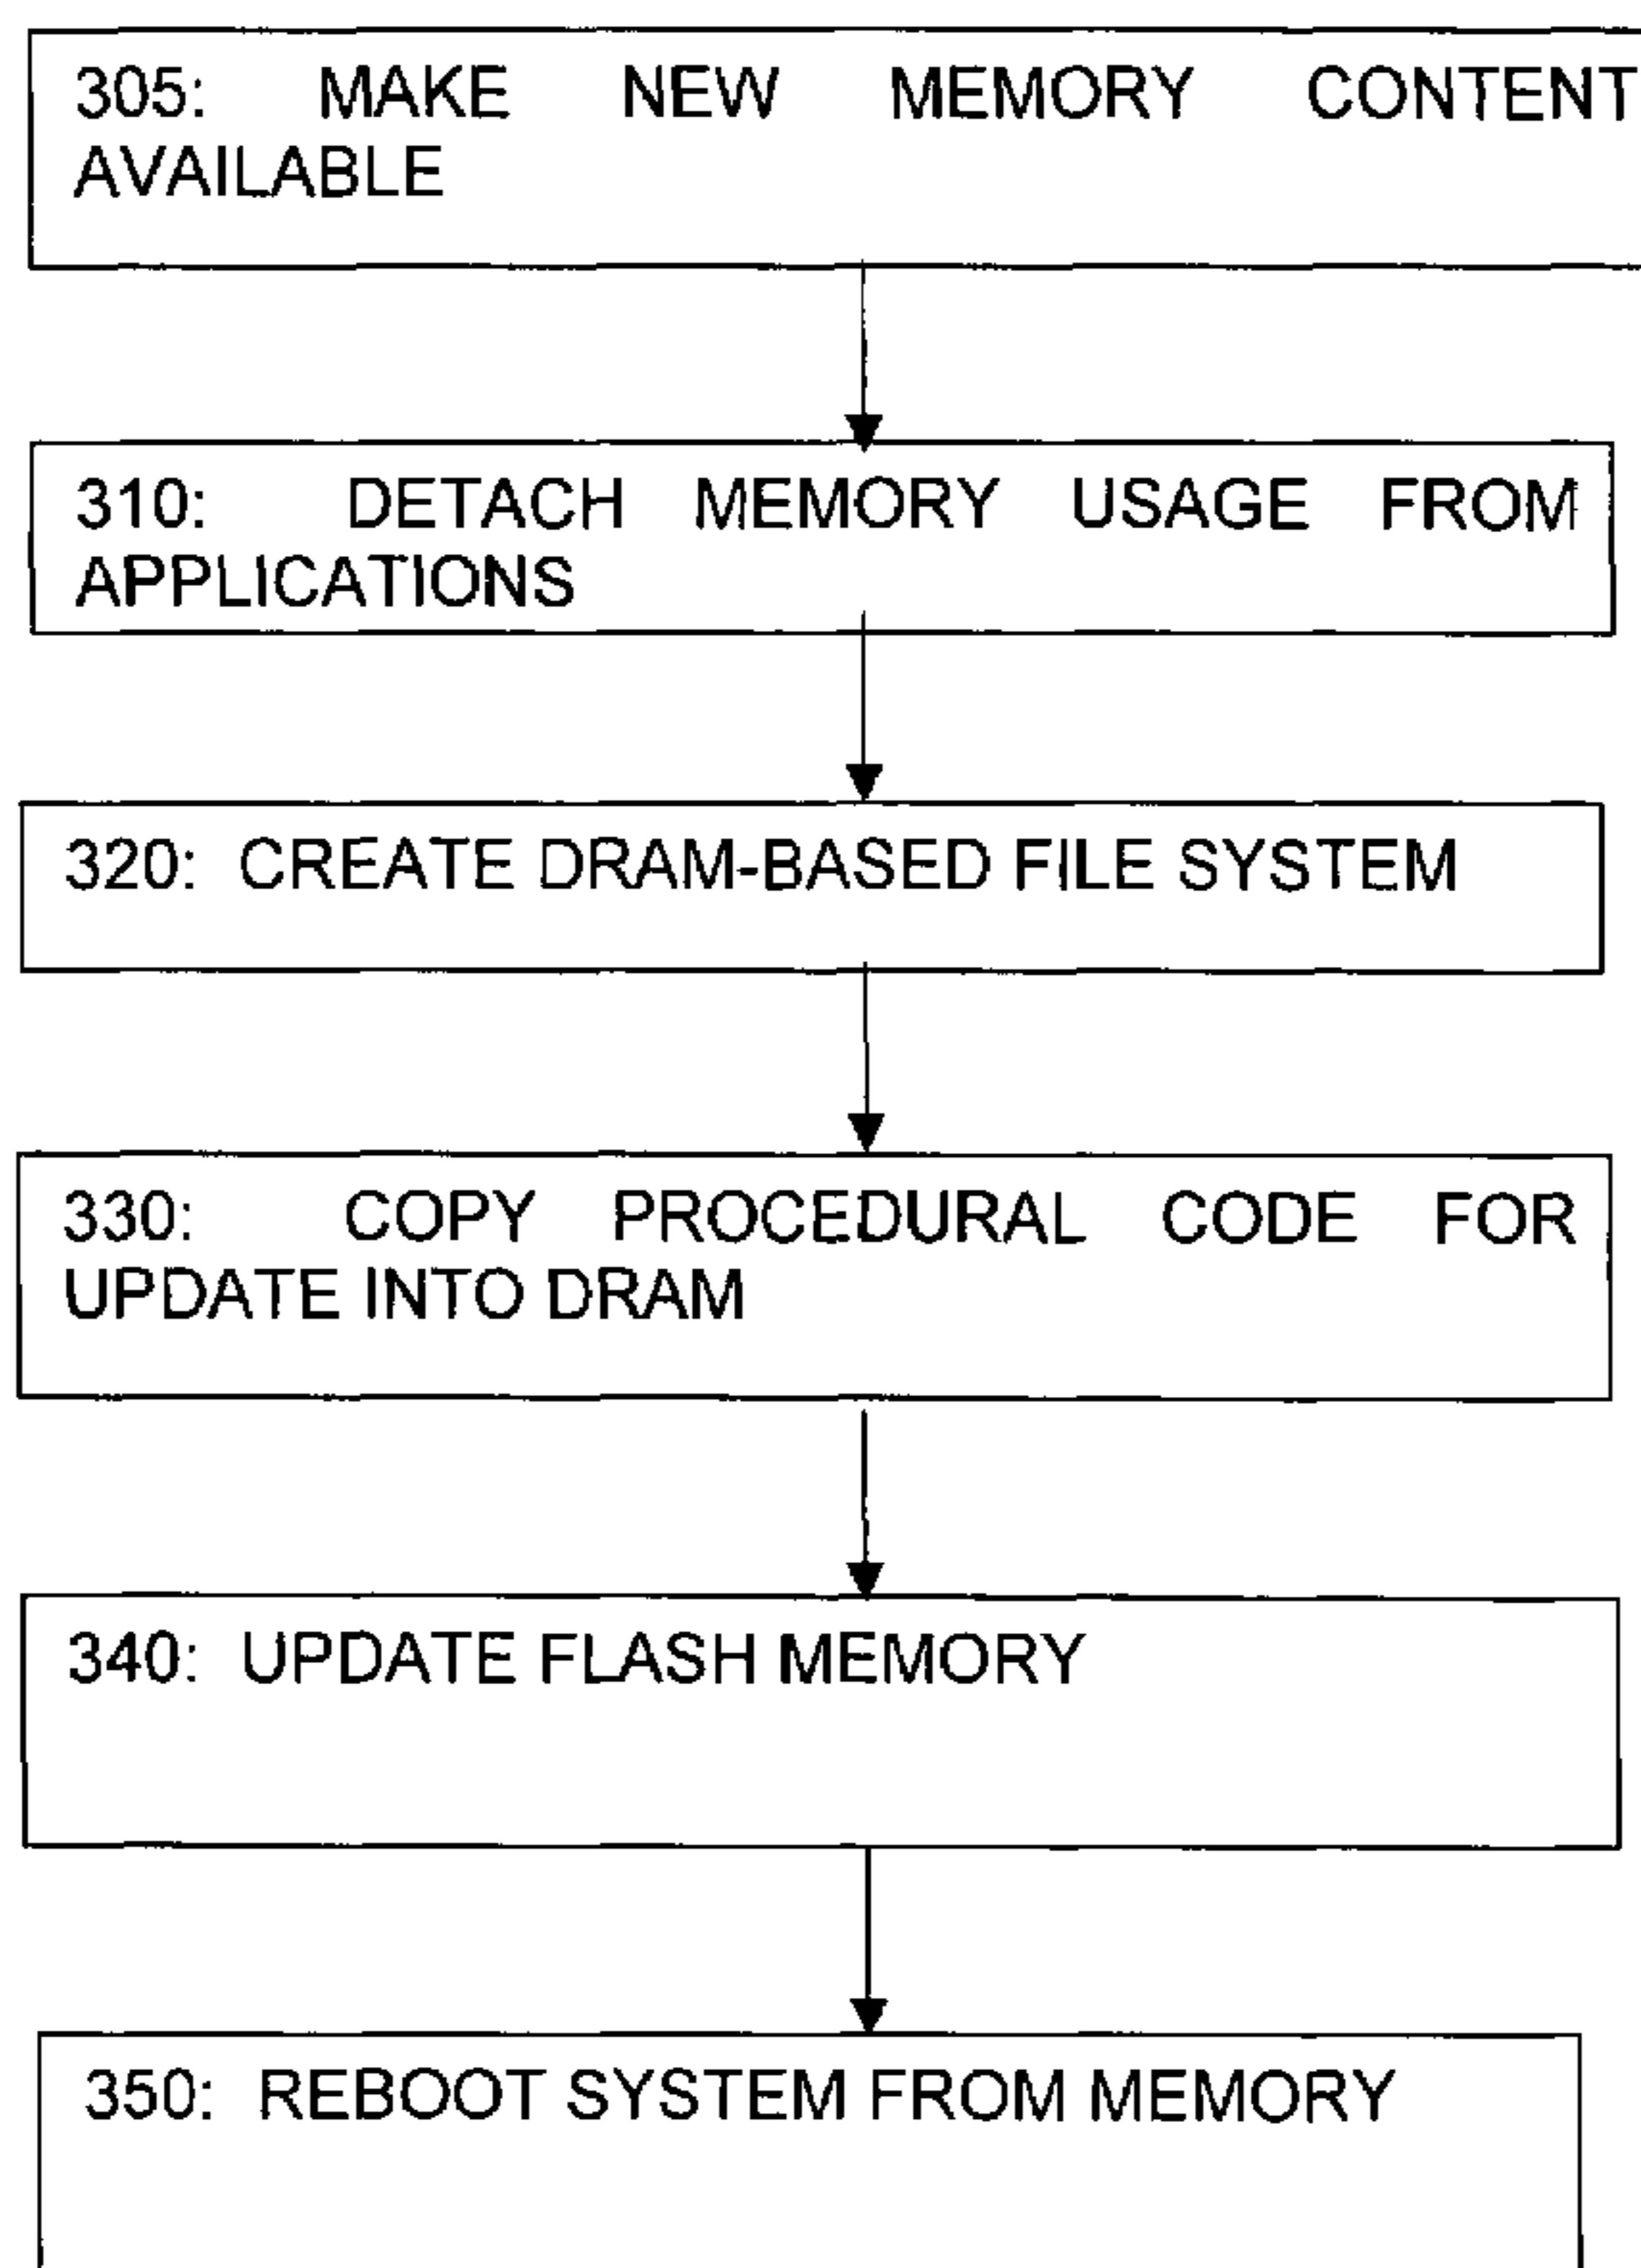 305: MAKE NEW MEMORY CONTENT
AVAILABLE
310: DETACH MEMORY USAGE FROM
APPLICATIONS
320: CREATE DRAM-BASED FILE SYSTEM
330: COPY PROCEDURAL CODE FOR
UPDATE INTO DRAM
340: UPDATE FLASH MEMORY
350: REBOOT SYSTEM FROM MEMORY